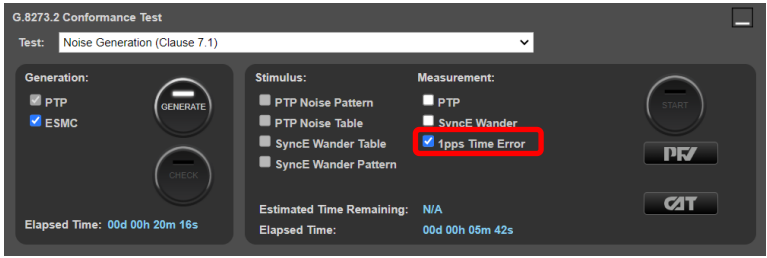 G.8273.2 Conformance Test
Test: Noise Generation (Clause 7.1)
Generation:
PTP
ESMC
GENERATE
CHECK
Elapsed Time: 00d 00h 20m 16s
Stimulus:
PTP Noise Pattern
PTP Noise Table
SyncE Wander Table
SyncE Wander Pattern
Measurement:
PTP
SyncE Wander
1pps Time Error
Estimated Time Remaining: N/A
Elapsed Time: 00d 00h 05m 42s
START
PFV
CAT